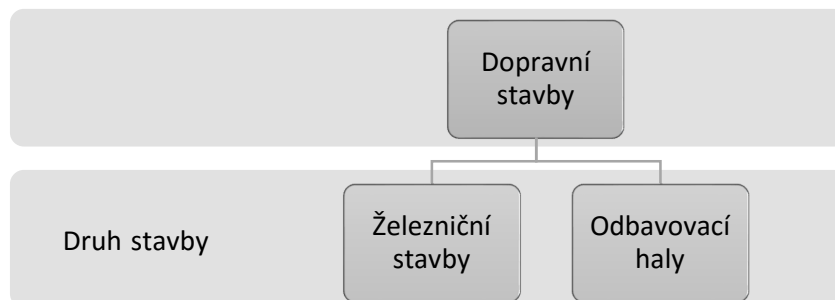 Dopravní
stavby
Druh stavby
Železniční
stavby
Odbavovací
haly